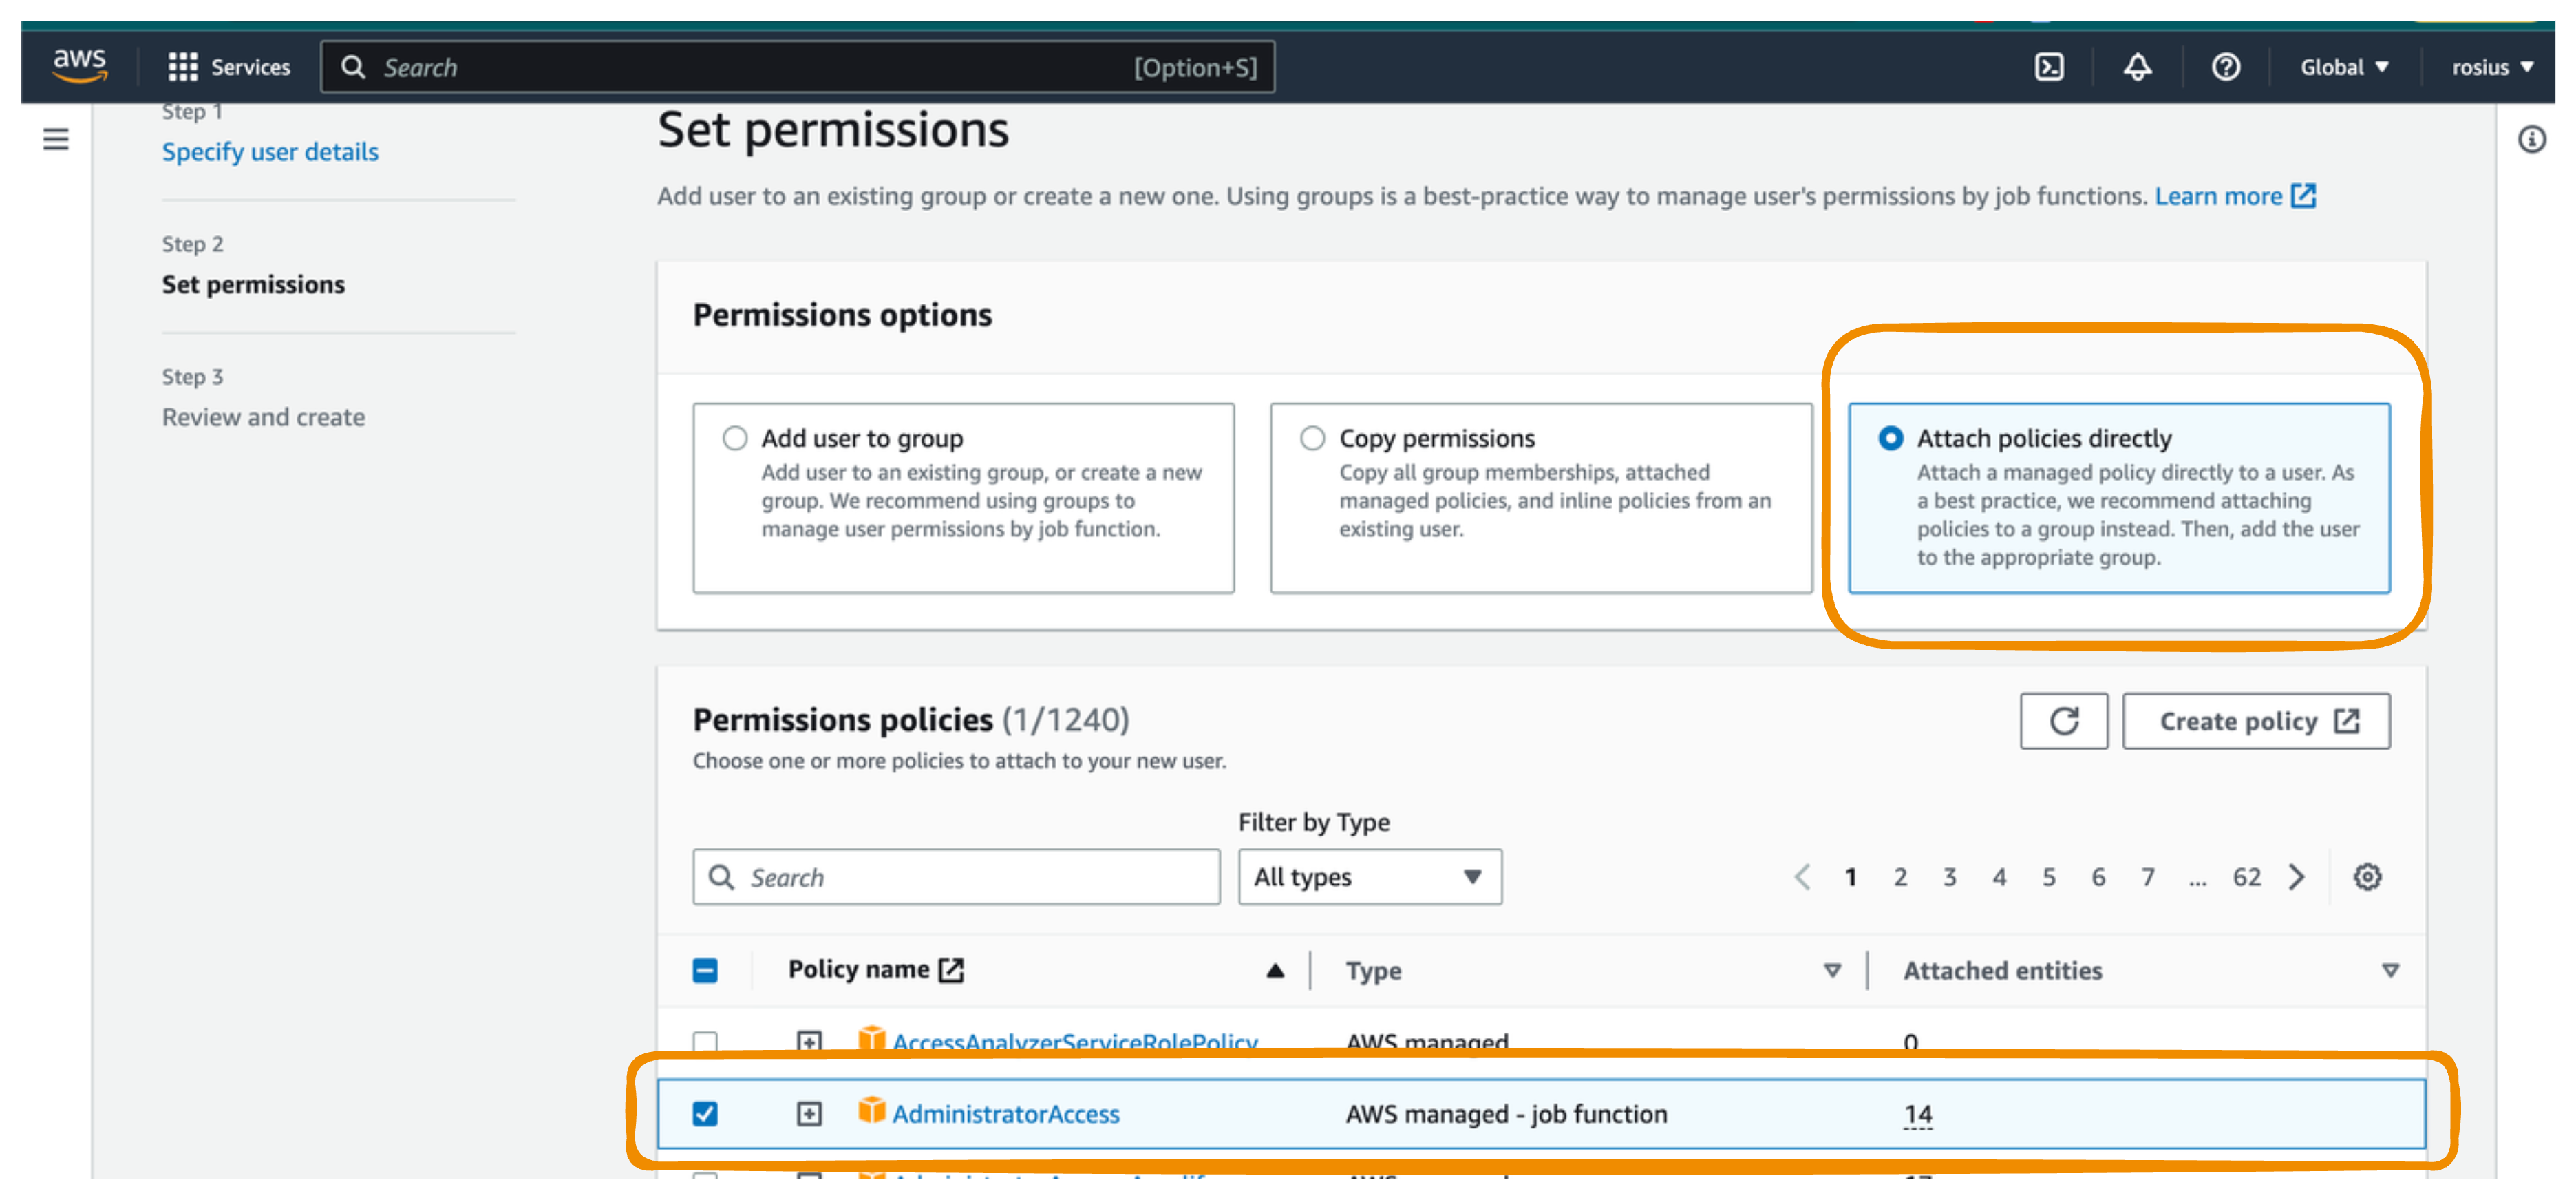 aws
Services
Search
[Option+S]
Global
rosius
Step 1
Specify user details
Step 2
Set permissions
Step 3
Review and create
Set permissions
Add user to an existing group or create a new one. Using groups is a best-practice way to manage user's permissions by job functions. Learn more
Permissions options
Add user to group
Add user to an existing group, or create a new
group. We recommend using groups to
manage user permissions by job function.
Copy permissions
Copy all group memberships, attached
managed policies, and inline policies from an
existing user.
Attach policies directly
Attach a managed policy directly to a user. As
a best practice, we recommend attaching
policies to a group instead. Then, add the user
to the appropriate group.
Permissions policies (1/1240)
Choose one or more policies to attach to your new user.
Create policy
Filter by Type
Search
All types
1 2 3 4 5 6 7 ... 62
Policy name Type Attached entities
AccessAnalyzerServiceRolePolicy AWS managed 0
AdministratorAccess AWS managed - job function 14